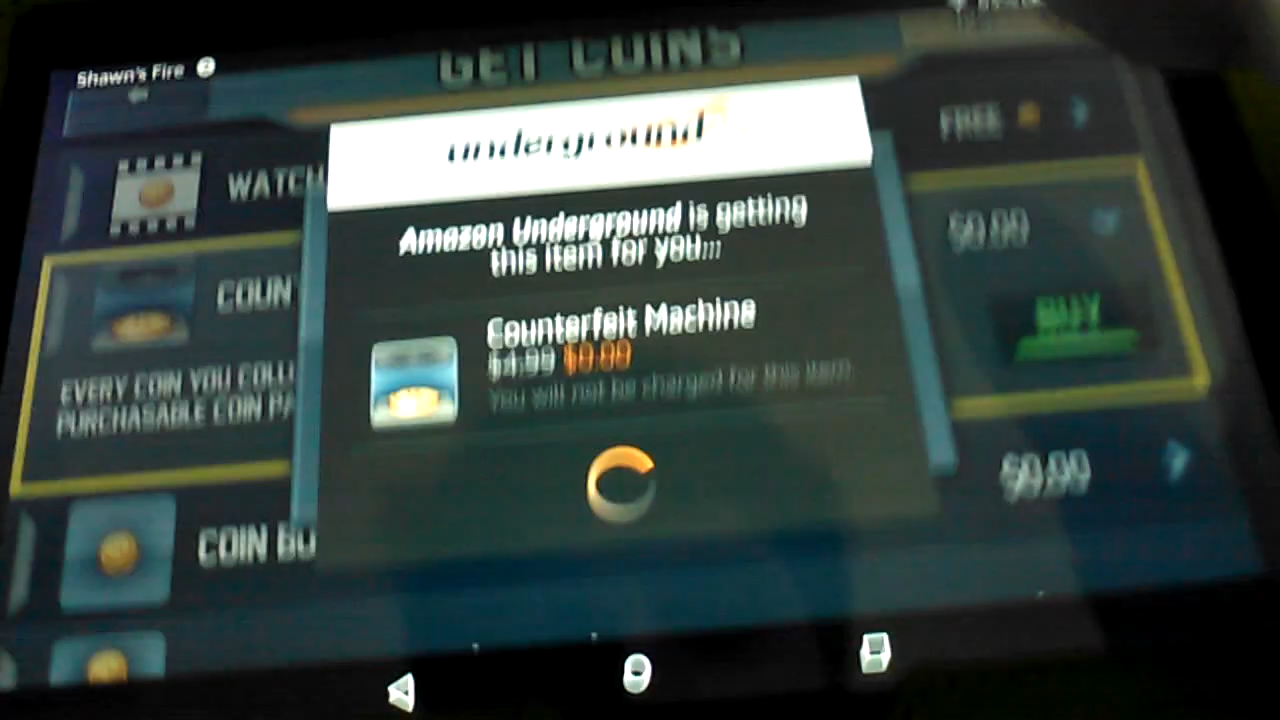 Shawn's Fire
GET COINS
underground
WATCH
FREE
Amazon Underground is getting
this item for you...
$0.00
COUN
Counterfeit Machine
$4.99 $0.00
You will not be charged for this item.
BUY
EVERY COIN YOU COLL
PURCHASABLE COIN PA
$0.00
COIN